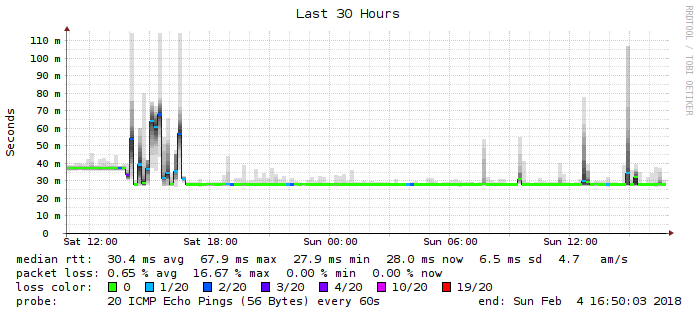 Last 30 Hours
RRDTOOL / TOBI OETIKER
Seconds
110 m
100 m
90 m
80 m
70 m
60 m
50 m
40 m
30 m
20 m
10 m
0
Sat 12:00 Sat 18:00 Sun 00:00 Sun 06:00 Sun 12:00
median rtt: 30.4 ms avg 67.9 ms max 27.9 ms min 28.0 ms now 6.5 ms sd 4.7 am/s
packet loss: 0.65 % avg 16.67 % max 0.00 % min 0.00 % now
loss color: 0 1/20 2/20 3/20 4/20 10/20 19/20
probe: 20 ICMP Echo Pings (56 Bytes) every 60s end: Sun Feb 4 16:50:03 2018